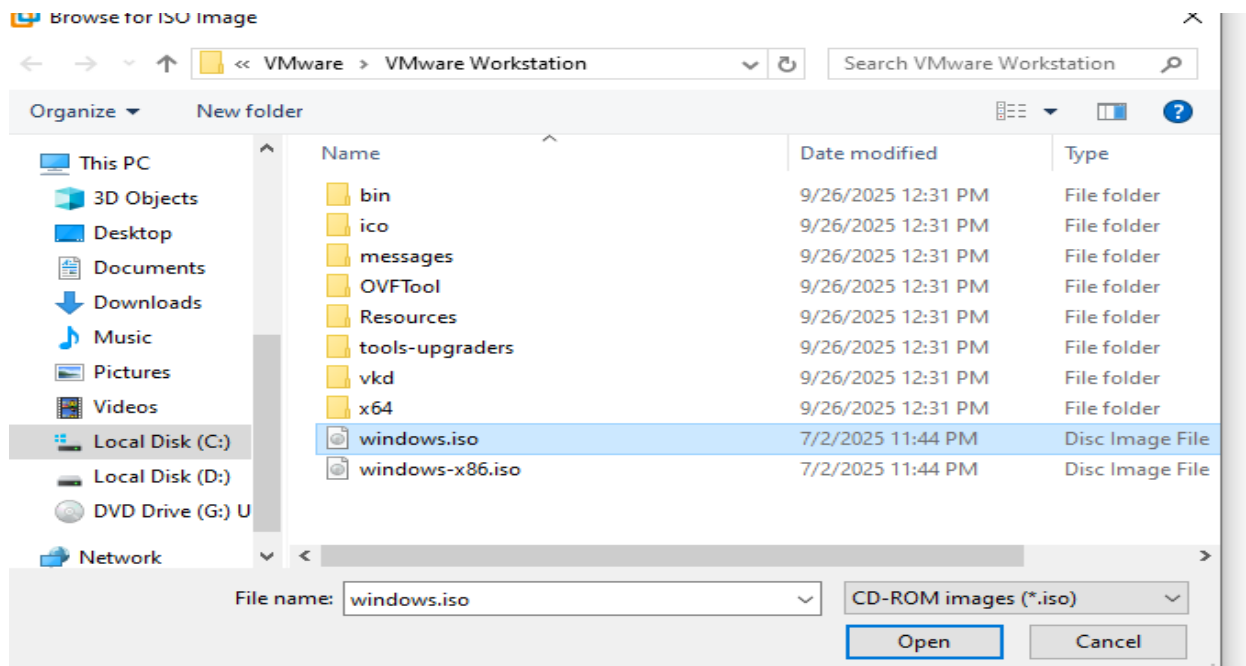 Browse for ISO Image
« VMware > VMware Workstation
Search VMware Workstation
Organize
New folder
?
Name
Date modified
Type
This PC
3D Objects
Desktop
Documents
Downloads
Music
Pictures
Videos
Local Disk (C:)
Local Disk (D:)
DVD Drive (G:) U
Network
bin 9/26/2025 12:31 PM File folder
ico 9/26/2025 12:31 PM File folder
messages 9/26/2025 12:31 PM File folder
OVFTool 9/26/2025 12:31 PM File folder
Resources 9/26/2025 12:31 PM File folder
tools-upgraders 9/26/2025 12:31 PM File folder
vkd 9/26/2025 12:31 PM File folder
x64 9/26/2025 12:31 PM File folder
windows.iso 7/2/2025 11:44 PM Disc Image File
windows-x86.iso 7/2/2025 11:44 PM Disc Image File
File name: windows.iso
CD-ROM images (*.iso)
Open
Cancel